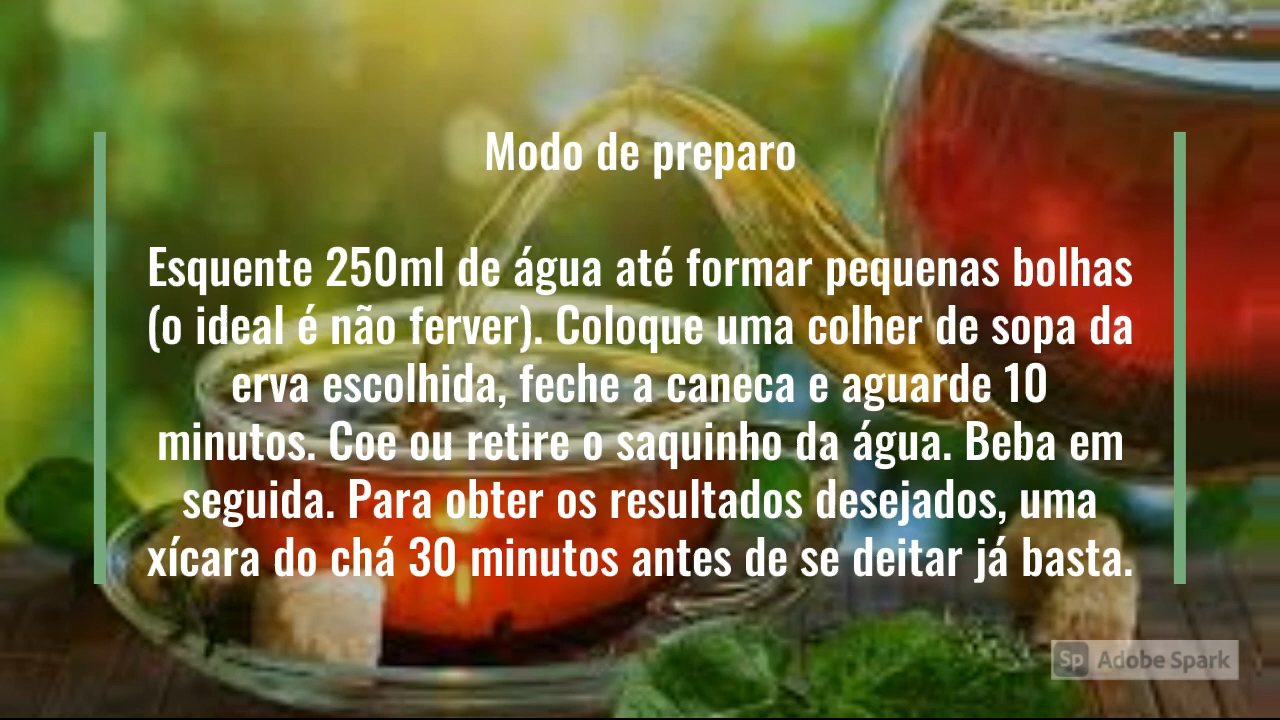 Modo de preparo
Esquente 250ml de água até formar pequenas bolhas
(o ideal é não ferver). Coloque uma colher de sopa da
erva escolhida, feche a caneca e aguarde 10
minutos. Coe ou retire o saquinho da água. Beba em
seguida. Para obter os resultados desejados, uma
xícara do chá 30 minutos antes de se deitar já basta.
Sp Adobe Spark